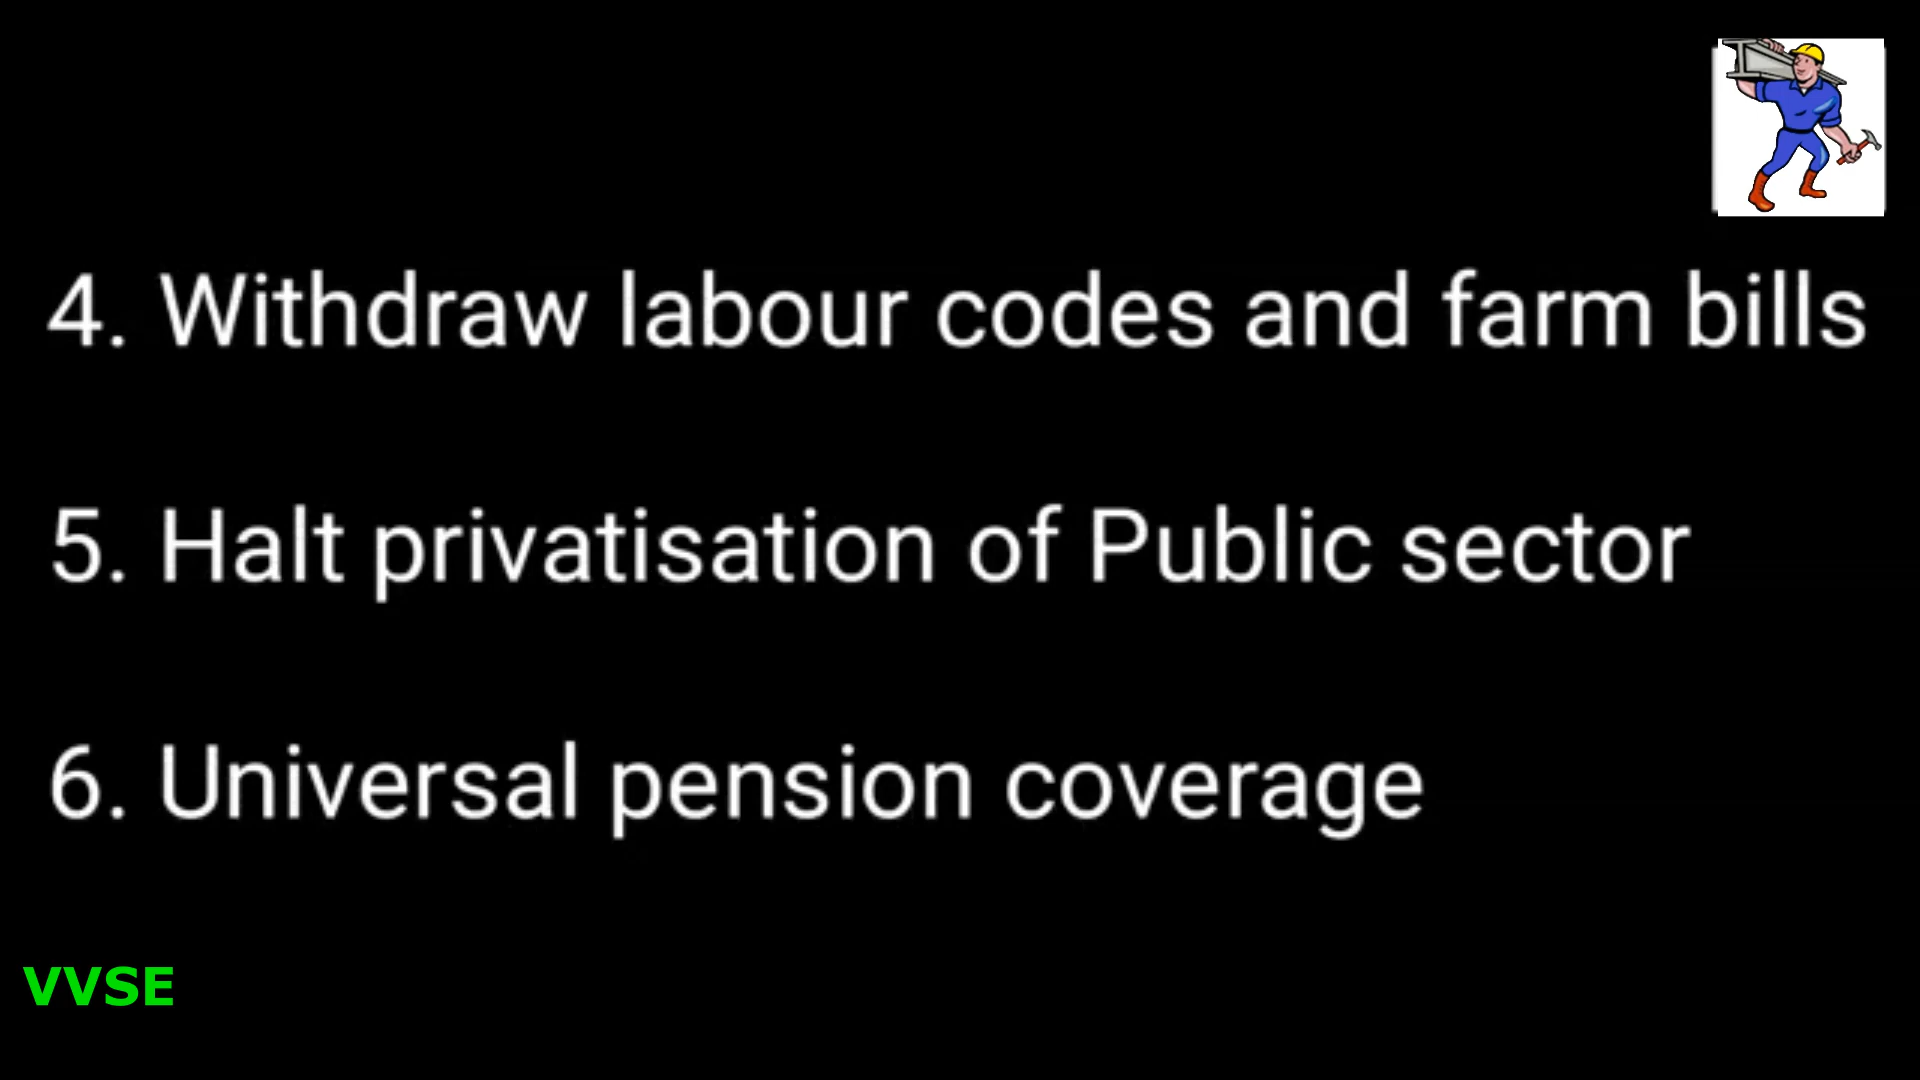 4. Withdraw labour codes and farm bills
5. Halt privatisation of Public sector
6. Universal pension coverage
VVSE